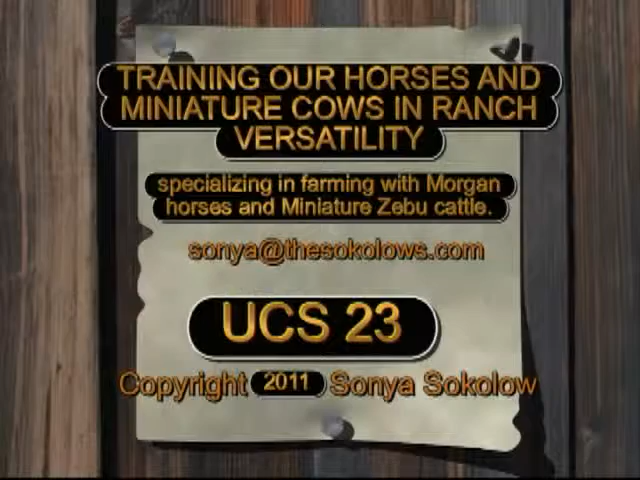 TRAINING OUR HORSES AND
MINIATURE COWS IN RANCH
VERSATILITY
specializing in farming with Morgan
horses and Miniature Zebu cattle.
sonya@thesokolows.com
UCS 23
Copyright 2011 Sonya Sokolow